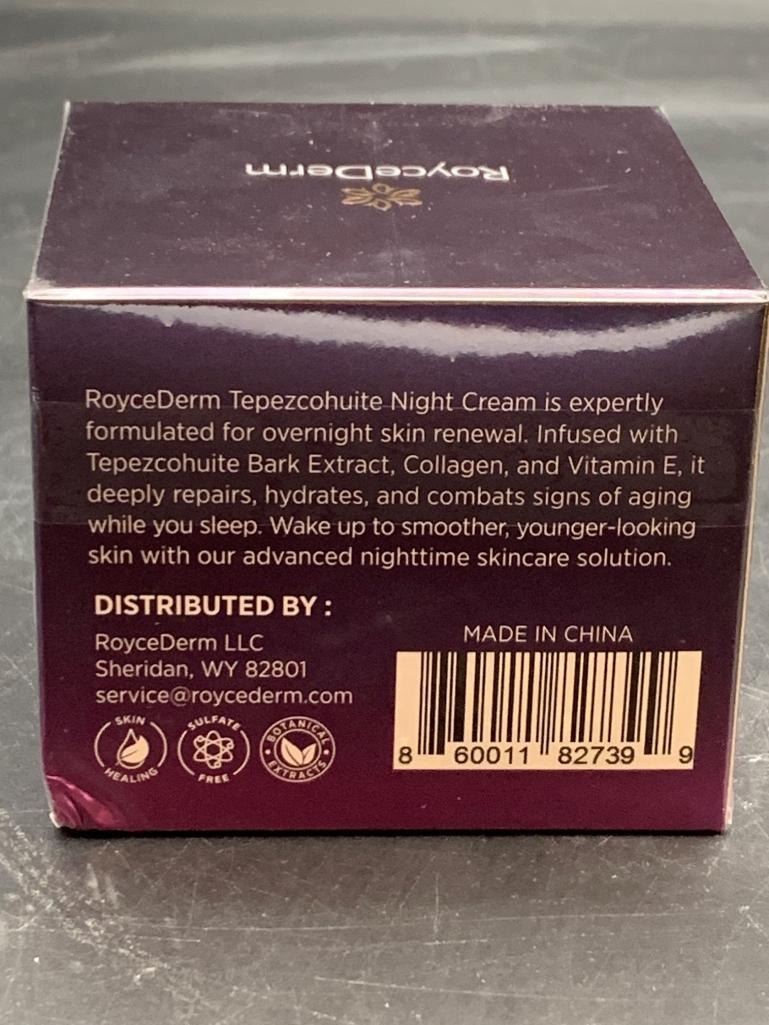 RoyceDerm
RoyceDerm Tepezcohuite Night Cream is expertly
formulated for overnight skin renewal. Infused with
Tepezcohuite Bark Extract, Collagen, and Vitamin E, it
deeply repairs, hydrates, and combats signs of aging
while you sleep. Wake up to smoother, younger-looking
skin with our advanced nighttime skincare solution.
DISTRIBUTED BY :
RoyceDerm LLC
Sheridan, WY 82801
service@roycederm.com
SKIN HEALING
SULFATE FREE
BOTANICAL EXTRACTS
MADE IN CHINA
8 60011 82739 9